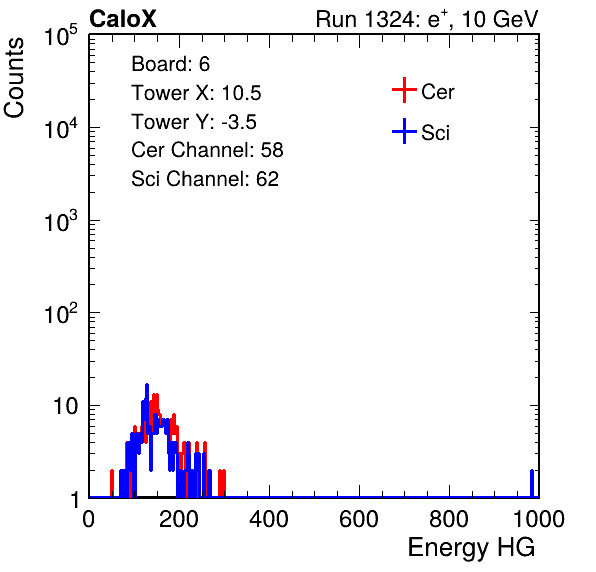 CaloX Run 1324: e⁺, 10 GeV
Counts
Board: 6
Tower X: 10.5
Tower Y: -3.5
Cer Channel: 58
Sci Channel: 62
Cer
Sci
10⁵
10⁴
10³
10²
10
1
0 200 400 600 800 1000
Energy HG